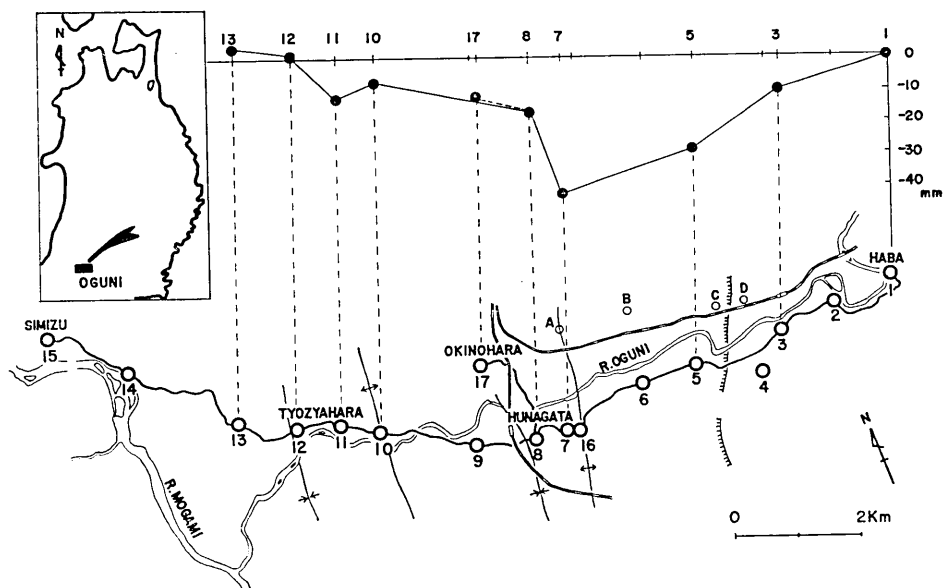 N
OGUNI
13 12 11 10 17 8 7 5 3 1
0
-10
-20
-30
-40
mm
HABA
1
B
C
D
A
2
SIMIZU
15
OKINOHARA
17
R.OGUNI
3
5
4
14
6
TYOZYAHARA
HUNAGATA
13
12
11
10
9
8
7
16
N
R.MOGAMI
0 2Km